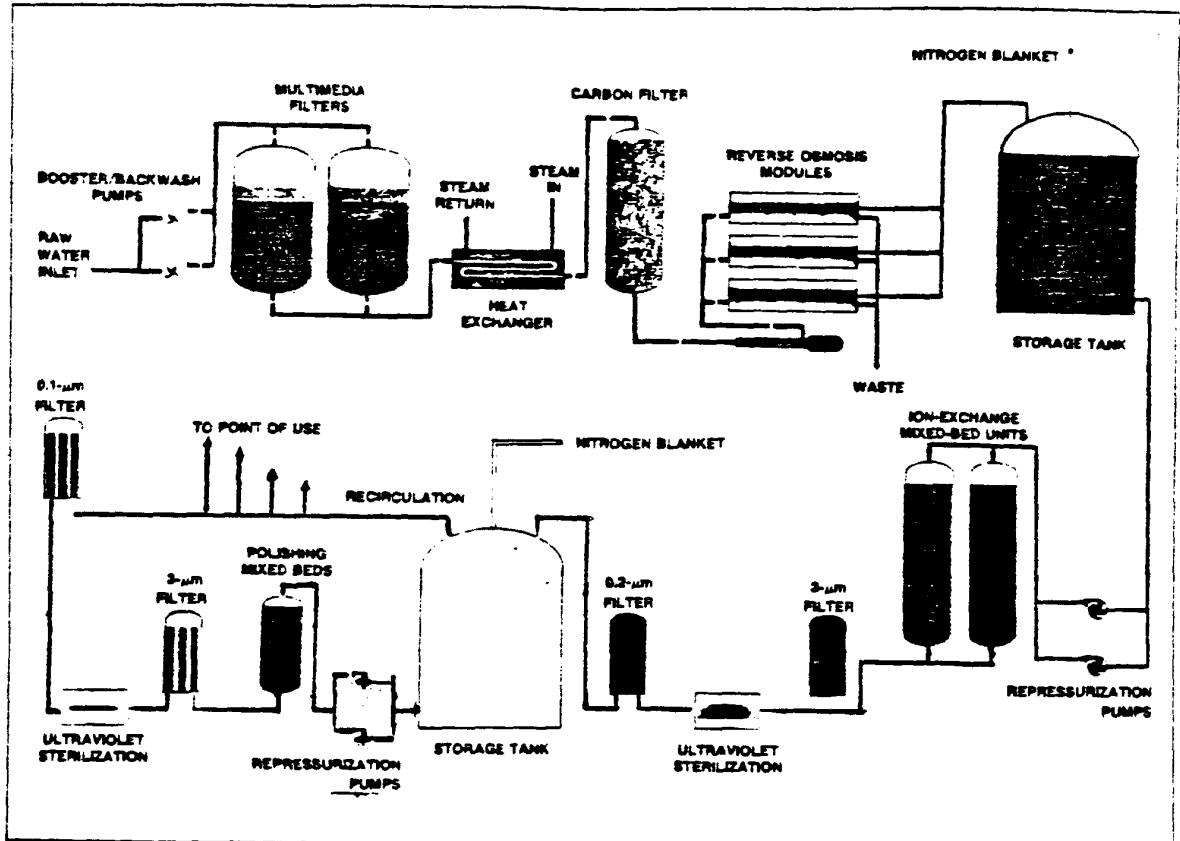 NITROGEN BLANKET *
MULTIMEDIA
FILTERS
CARBON FILTER
REVERSE OSMOSIS
MODULES
BOOSTER/BACKWASH
PUMPS
STEAM
RETURN
STEAM
IN
RAW
WATER
INLET
HEAT
EXCHANGER
STORAGE TANK
WASTE
0.1-μm
FILTER
ION-EXCHANGE
MIXED-BED UNITS
TO POINT OF USE
NITROGEN BLANKET
RECIRCULATION
POLISHING
MIXED BEDS
3-μm
FILTER
0.2-μm
FILTER
3-μm
FILTER
REPRESSURIZATION
PUMPS
ULTRAVIOLET
STERILIZATION
REPRESSURIZATION
PUMPS
STORAGE TANK
ULTRAVIOLET
STERILIZATION